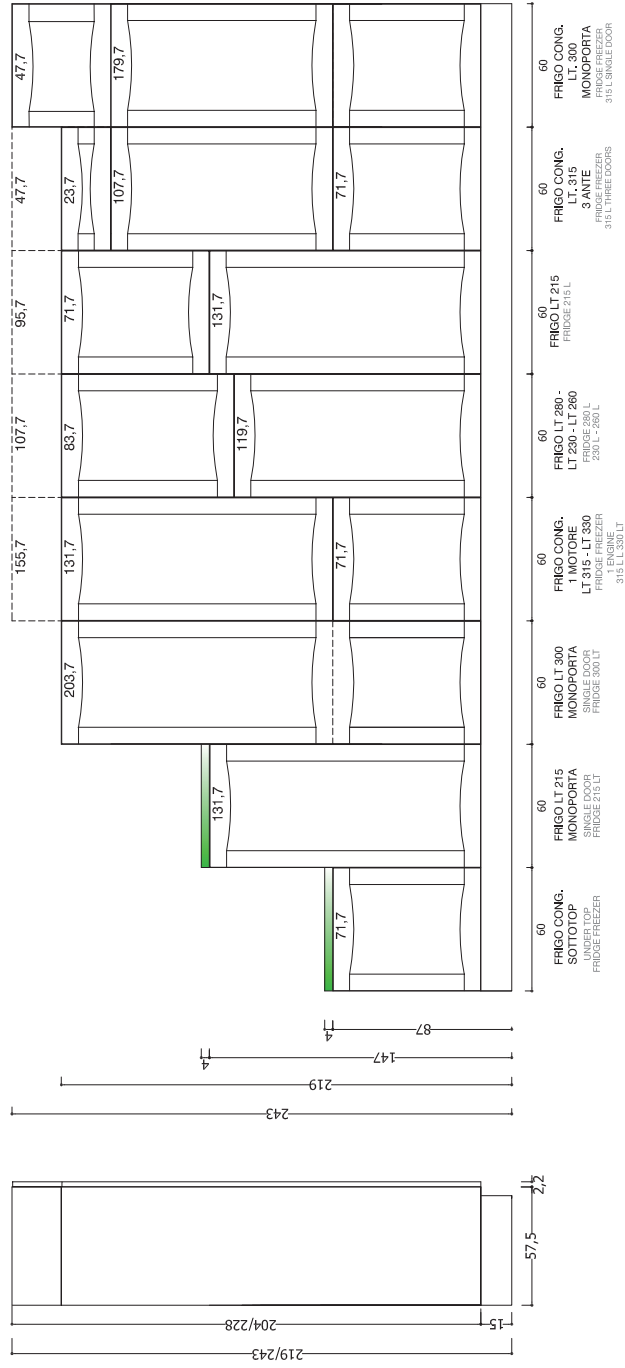 219/243
204/228
15
57,5
2,2
243
219
147
4
87
4
71,7
60
FRIGO CONG.
SOTTOTOP
UNDER TOP
FRIDGE FREEZER
131,7
60
FRIGO LT 215
MONOPORTA
SINGLE DOOR
FRIDGE 215 LT
203,7
60
FRIGO LT 300
MONOPORTA
SINGLE DOOR
FRIDGE 300 LT
155,7
131,7
71,7
60
FRIGO CONG.
1 MOTORE
LT 315 - LT 330
FRIDGE FREEZER
1 ENGINE
315 L L 330 LT
107,7
83,7
119,7
60
FRIGO LT 280 -
LT 230 - LT 260
FRIDGE 280 L
230 L - 260 L
95,7
71,7
131,7
60
FRIGO LT 215
FRIDGE 215 L
47,7
23,7
107,7
71,7
60
FRIGO CONG.
LT. 315
3 ANTE
FRIDGE FREEZER
315 L THREE DOORS
47,7
179,7
60
FRIGO CONG.
LT. 300
MONOPORTA
FRIDGE FREEZER
315 L SINGLE DOOR